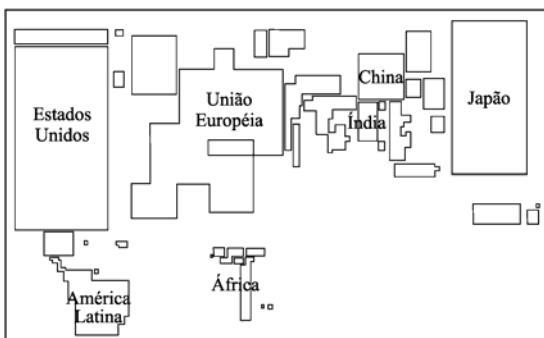 Estados
Unidos
União
Européia
China
Índia
Japão
América
Latina
África